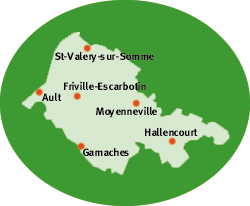 St-Valery-sur-Somme
Friville-Escarbotin
Ault
Moyenneville
Hallencourt
Gamaches